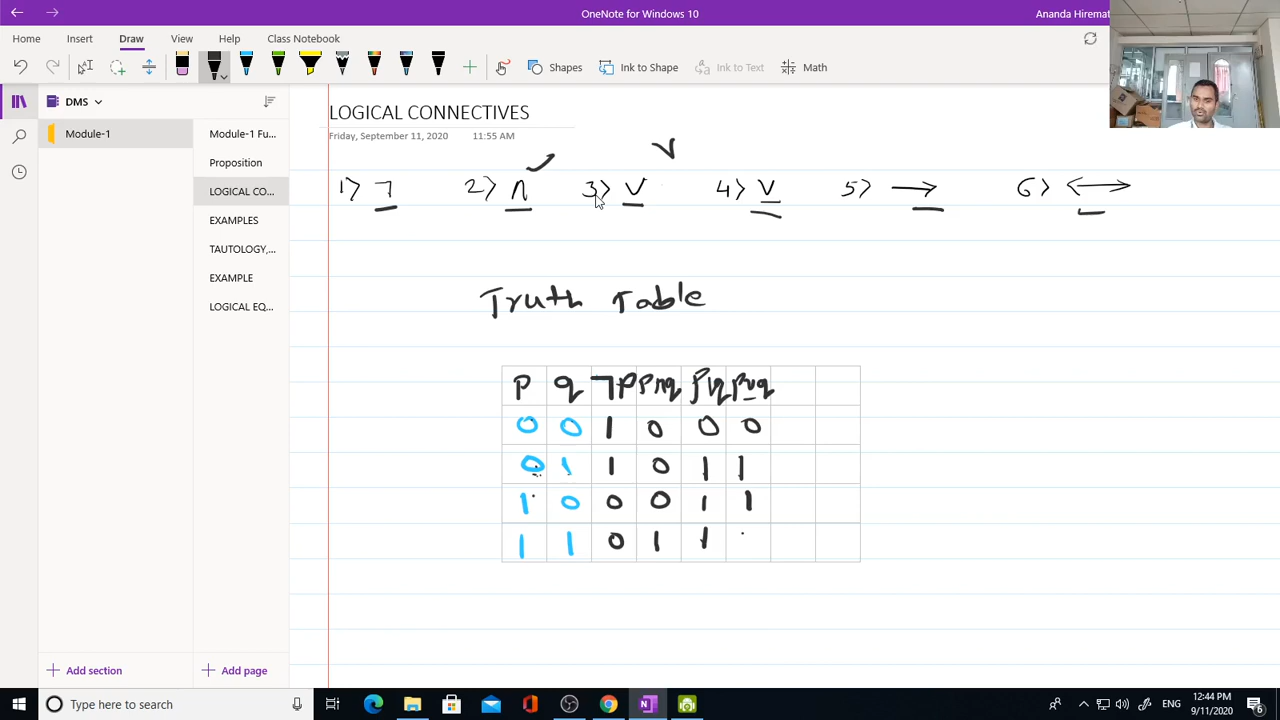 OneNote for Windows 10
Ananda Hiremat
Home Insert Draw View Help Class Notebook
Shapes Ink to Shape Ink to Text Math
DMS
Module-1
Module-1 Fu...
Proposition
LOGICAL CO...
EXAMPLES
TAUTOLOGY,...
EXAMPLE
LOGICAL EQ...
LOGICAL CONNECTIVES
Friday, September 11, 2020 11:55 AM
∨
1> ¬ 2> ∧ 3> ∨ 4> ⊻ 5> → 6> ↔
Truth Table
p q ¬p p∧q p∨q p⊻q
0 0 1 0 0 0
0 1 1 0 1 1
1 0 0 0 1 1
1 1 0 1 1
Add section
Add page
Type here to search
12:44 PM
9/11/2020
6